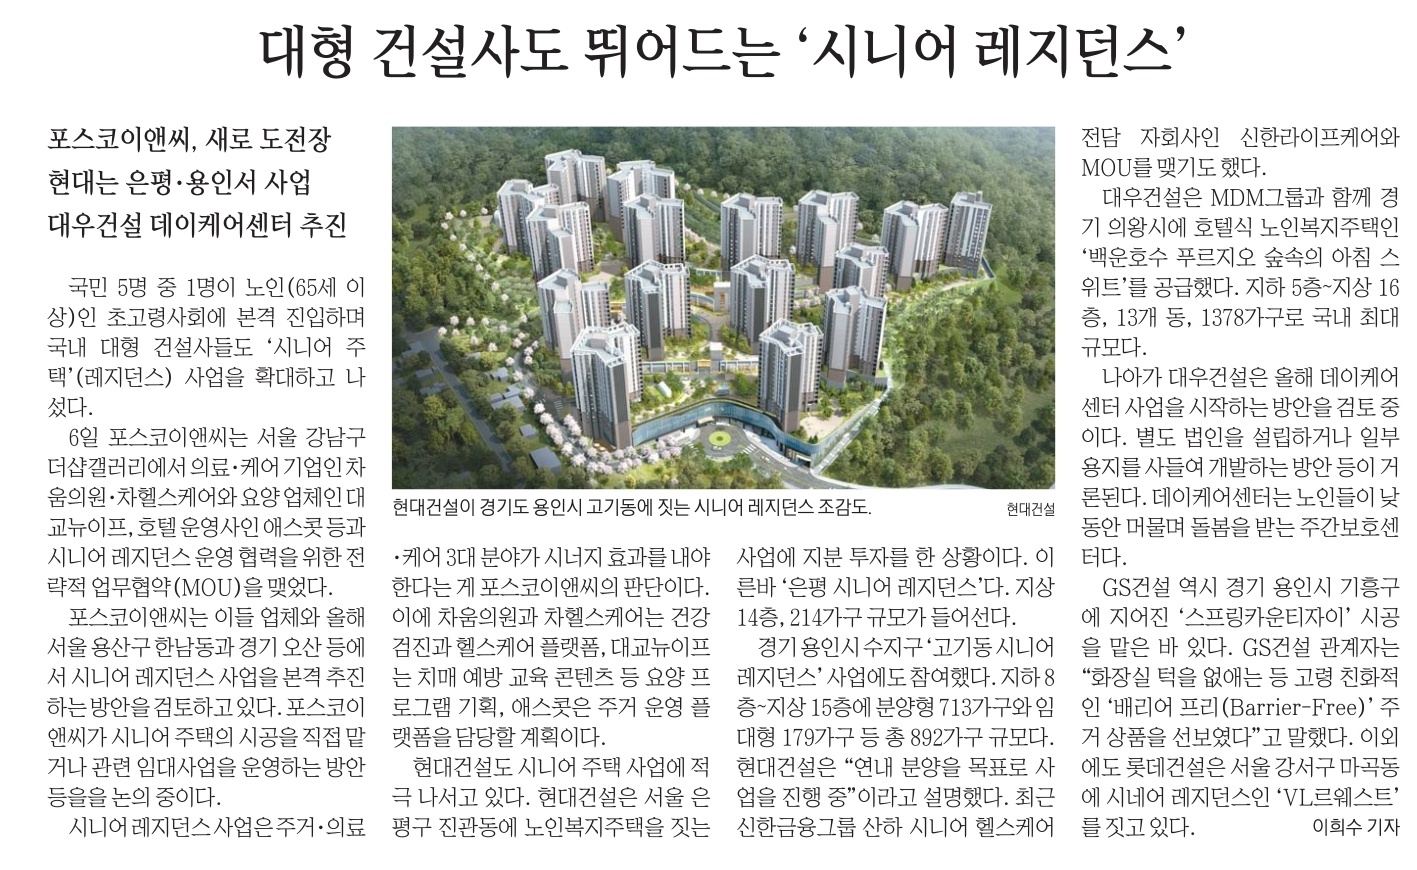 대형 건설사도 뛰어드는 ‘시니어 레지던스’
포스코이앤씨, 새로 도전장
현대는 은평·용인서 사업
대우건설 데이케어센터 추진
국민 5명 중 1명이 노인(65세 이
상)인 초고령사회에 본격 진입하며
국내 대형 건설사들도 ‘시니어 주
택’(레지던스) 사업을 확대하고 나
섰다.
6일 포스코이앤씨는 서울 강남구
더샵갤러리에서 의료·케어 기업인 차
움의원·차헬스케어와 요양 업체인 대
교뉴이프, 호텔 운영사인 애스콧 등과
시니어 레지던스 운영 협력을 위한 전
략적 업무협약(MOU)을 맺었다.
포스코이앤씨는 이들 업체와 올해
서울 용산구 한남동과 경기 오산 등에
서 시니어 레지던스 사업을 본격 추진
하는 방안을 검토하고 있다. 포스코이
앤씨가 시니어 주택의 시공을 직접 맡
거나 관련 임대사업을 운영하는 방안
등을을 논의 중이다.
시니어 레지던스 사업은 주거·의료
현대건설이 경기도 용인시 고기동에 짓는 시니어 레지던스 조감도.
현대건설
·케어 3대 분야가 시너지 효과를 내야
한다는 게 포스코이앤씨의 판단이다.
이에 차움의원과 차헬스케어는 건강
검진과 헬스케어 플랫폼, 대교뉴이프
는 치매 예방 교육 콘텐츠 등 요양 프
로그램 기획, 애스콧은 주거 운영 플
랫폼을 담당할 계획이다.
현대건설도 시니어 주택 사업에 적
극 나서고 있다. 현대건설은 서울 은
평구 진관동에 노인복지주택을 짓는
사업에 지분 투자를 한 상황이다. 이
른바 ‘은평 시니어 레지던스’다. 지상
14층, 214가구 규모가 들어선다.
경기 용인시 수지구 ‘고기동 시니어
레지던스’ 사업에도 참여했다. 지하 8
층~지상 15층에 분양형 713가구와 임
대형 179가구 등 총 892가구 규모다.
현대건설은 “연내 분양을 목표로 사
업을 진행 중”이라고 설명했다. 최근
신한금융그룹 산하 시니어 헬스케어
전담 자회사인 신한라이프케어와
MOU를 맺기도 했다.
대우건설은 MDM그룹과 함께 경
기 의왕시에 호텔식 노인복지주택인
‘백운호수 푸르지오 숲속의 아침 스
위트’를 공급했다. 지하 5층~지상 16
층, 13개 동, 1378가구로 국내 최대
규모다.
나아가 대우건설은 올해 데이케어
센터 사업을 시작하는 방안을 검토 중
이다. 별도 법인을 설립하거나 일부
용지를 사들여 개발하는 방안 등이 거
론된다. 데이케어센터는 노인들이 낮
동안 머물며 돌봄을 받는 주간보호센
터다.
GS건설 역시 경기 용인시 기흥구
에 지어진 ‘스프링카운티자이’ 시공
을 맡은 바 있다. GS건설 관계자는
“화장실 턱을 없애는 등 고령 친화적
인 ‘배리어 프리(Barrier-Free)’ 주
거 상품을 선보였다”고 말했다. 이외
에도 롯데건설은 서울 강서구 마곡동
에 시네어 레지던스인 ‘VL르웨스트’
를 짓고 있다.
이희수 기자